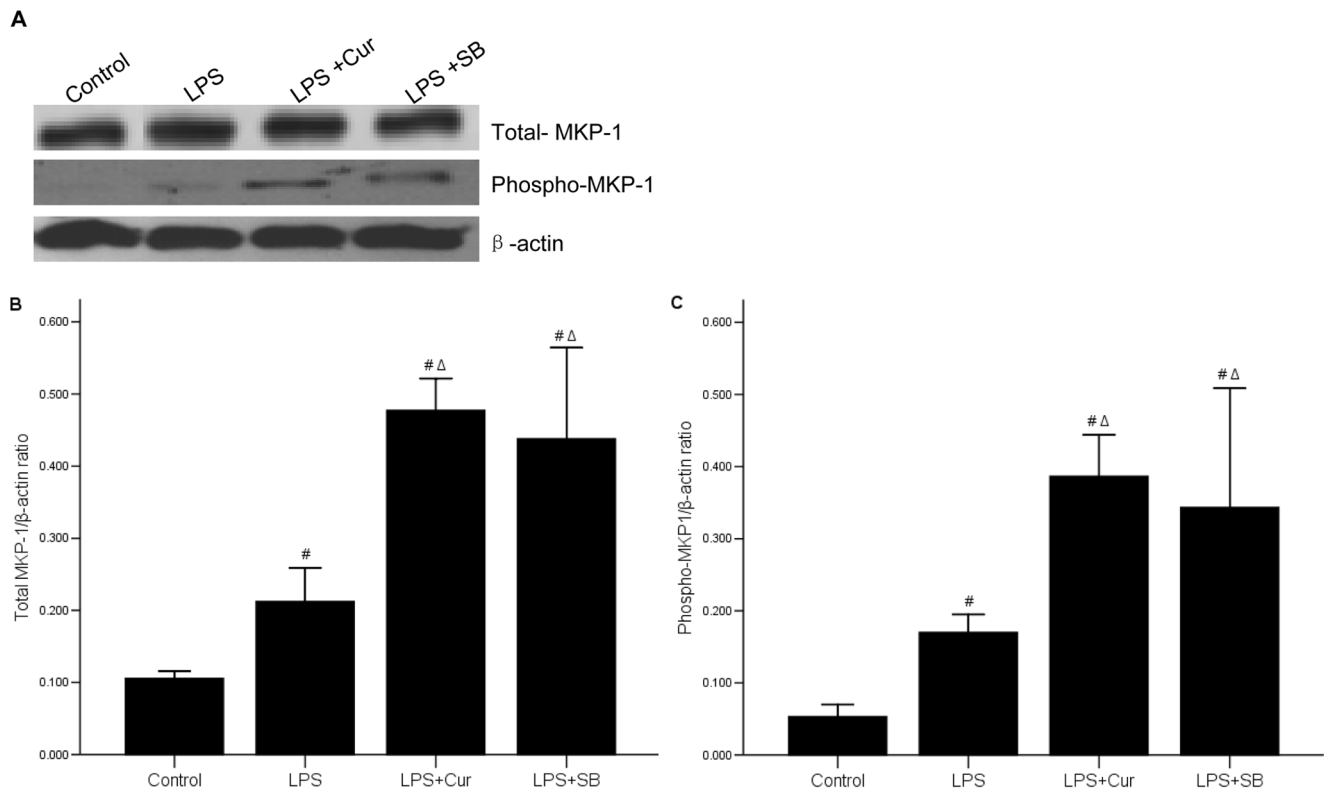 A
Control
LPS
LPS +Cur
LPS +SB
Total- MKP-1
Phospho-MKP-1
β -actin
B
Total MKP-1/β-actin ratio
0.600
0.500
0.400
0.300
0.200
0.100
0.000
#
# Δ
# Δ
Control
LPS
LPS+Cur
LPS+SB
C
Phospho-MKP1/β-actin ratio
0.600
0.500
0.400
0.300
0.200
0.100
0.000
#
# Δ
# Δ
Control
LPS
LPS+Cur
LPS+SB